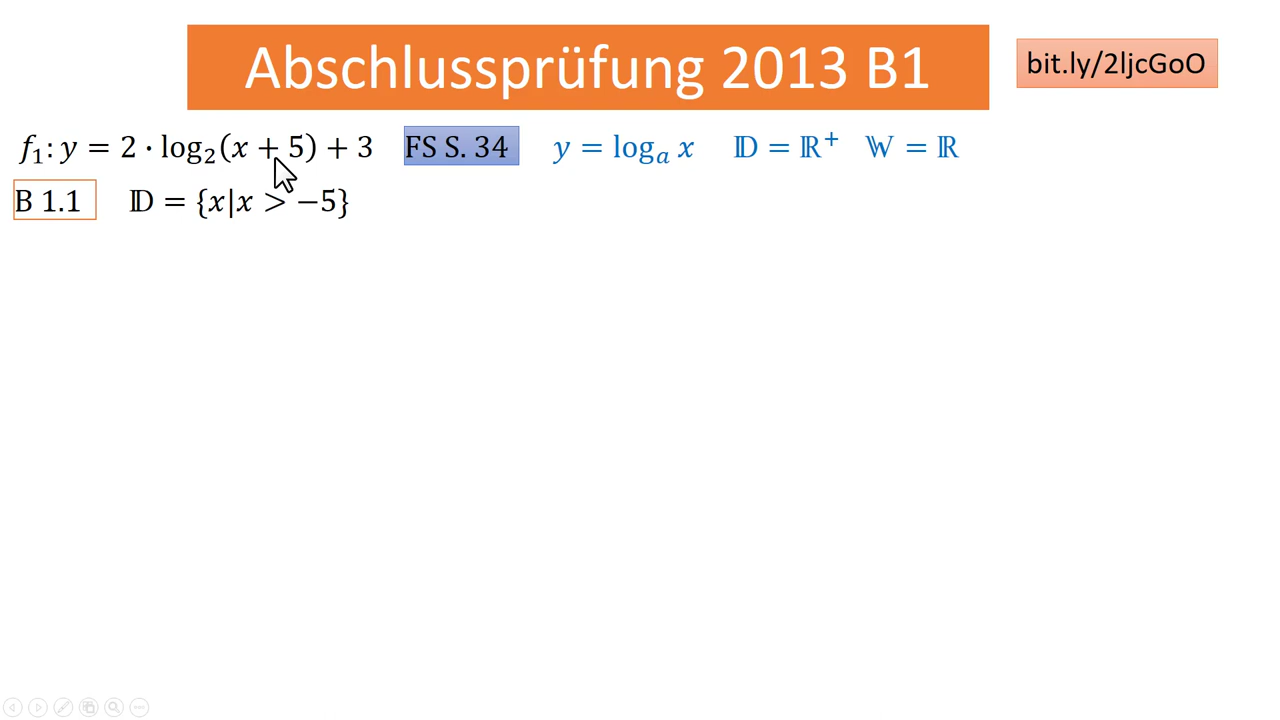 Abschlussprüfung 2013 B1
bit.ly/2ljcGoO
f₁: y = 2 · log₂(x + 5) + 3 FS S. 34 y = logₐ x 𝔻 = ℝ⁺ 𝕎 = ℝ
B 1.1 𝔻 = {x|x > −5}